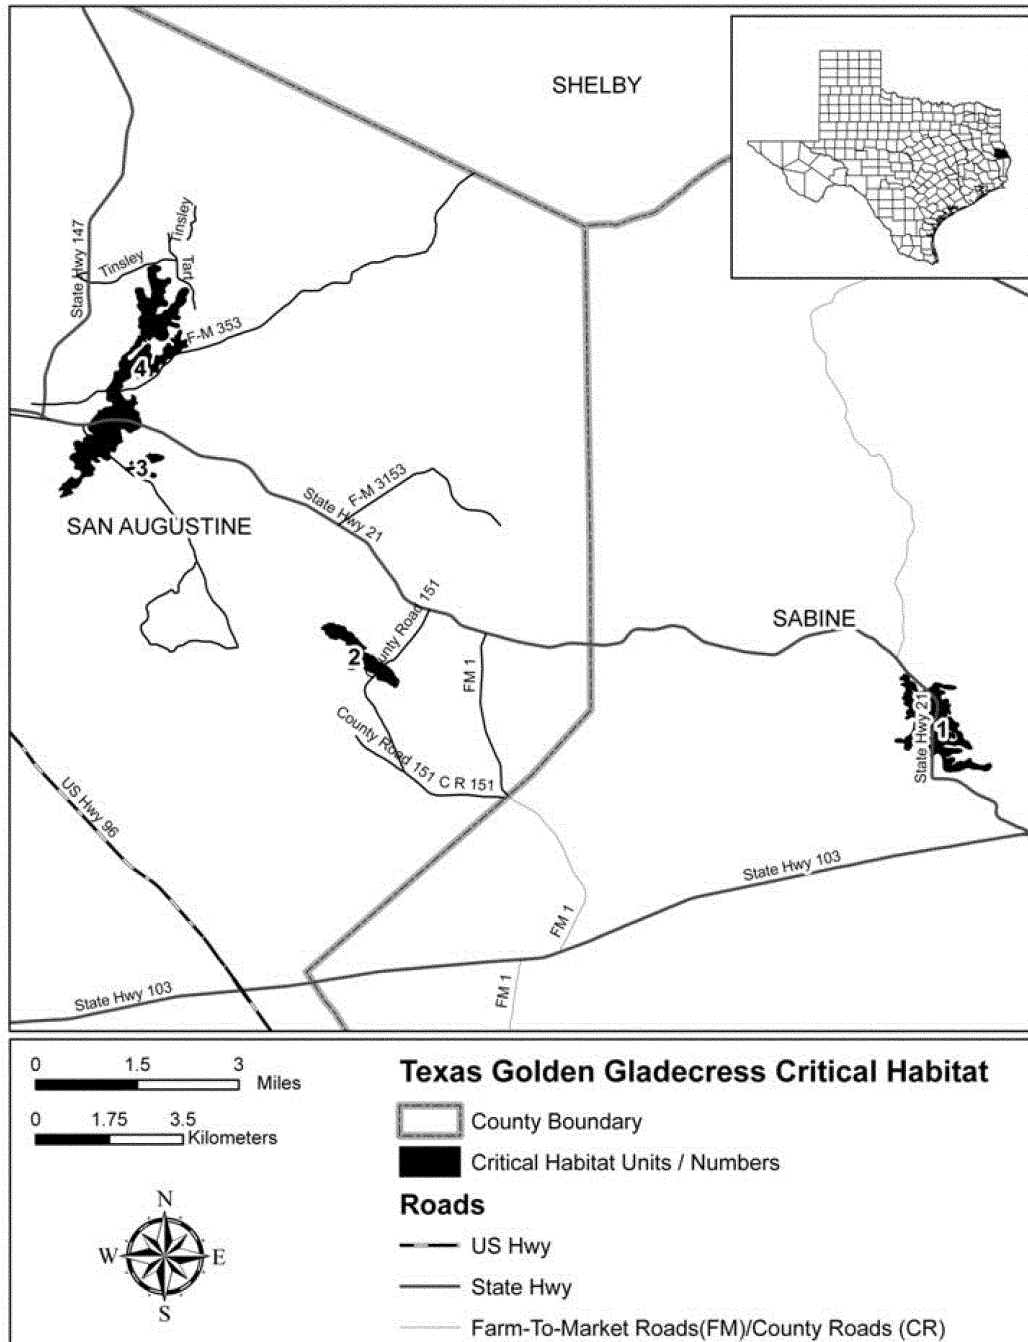 SHELBY
State Hwy 147
Tinsley
Tinsley
Tart
F-M 353
4
3
SAN AUGUSTINE
F-M 3153
State Hwy 21
County Road 151
2
FM 1
SABINE
State Hwy 21
1
County Road 151
C R 151
US Hwy 96
State Hwy 103
FM 1
FM 1
State Hwy 103
0 1.5 3
Miles
0 1.75 3.5
Kilometers
N
W E
S
Texas Golden Gladecress Critical Habitat
County Boundary
Critical Habitat Units / Numbers
Roads
US Hwy
State Hwy
Farm-To-Market Roads(FM)/County Roads (CR)